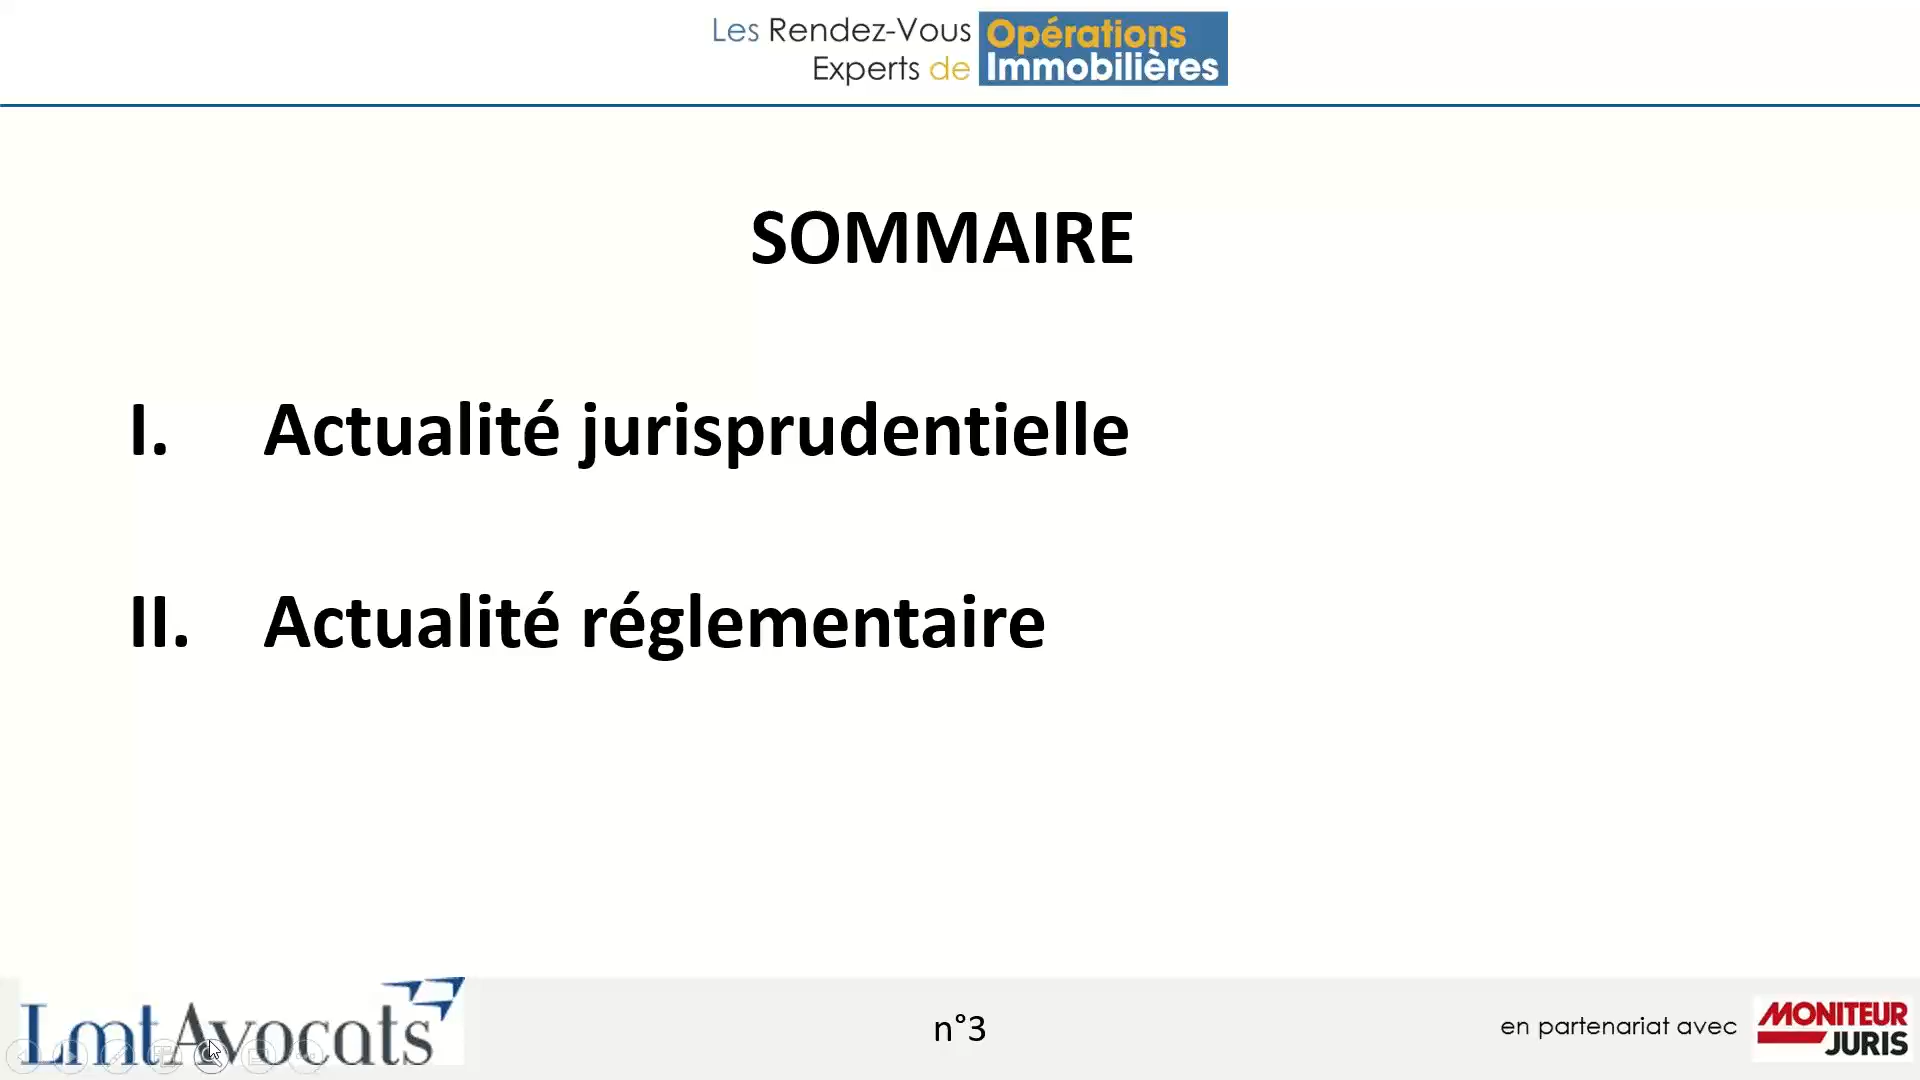 Les Rendez-Vous
Experts de
Opérations
Immobilières
SOMMAIRE
I. Actualité jurisprudentielle
II. Actualité réglementaire
LmtAvocats
n°3
en partenariat avec
MONITEUR
JURIS